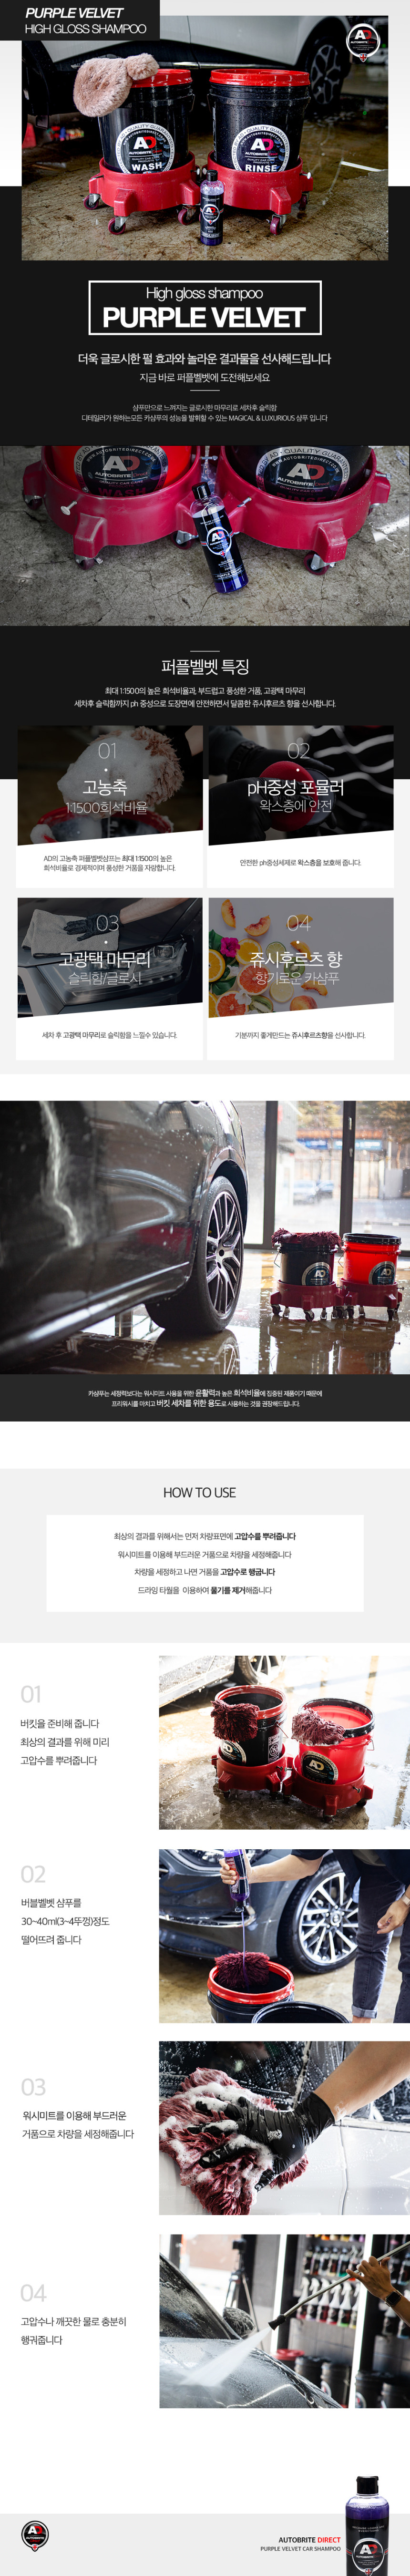 PURPLE VELVET
HIGH GLOSS SHAMPOO
AD
AUTOBRITE
AD
WASH
AD
RINSE
High gloss shampoo
PURPLE VELVET
더욱 글로시한 펄 효과와 놀라운 결과물을 선사해드립니다
지금 바로 퍼플벨벳에 도전해보세요
샴푸만으로 느껴지는 글로시한 마무리로 세차후 슬릭함
디테일러가 원하는모든 카샴푸의 성능을 발휘할 수 있는 MAGICAL & LUXURIOUS 샴푸 입니다
AD
AUTOBRITE
WASH
AD
AUTOBRITE
퍼플벨벳 특징
최대 1:1500의 높은 희석비율과, 부드럽고 풍성한 거품, 고광택 마무리
세차후 슬릭함까지 ph 중성으로 도장면에 안전하면서 달콤한 쥬시후르츠 향을 선사합니다.
01
고농축
1:1500희석비율
AD의 고농축 퍼플벨벳샴프는 최대 1:1500의 높은
희석비율로 경제적이며 풍성한 거품을 자랑합니다.
02
pH중성 포뮬러
왁스층에 안전
안전한 ph중성세제로 왁스층을 보호해 줍니다.
03
고광택 마무리
슬릭함/글로시
세차 후 고광택 마무리로 슬릭함을 느낄수 있습니다.
04
쥬시후르츠 향
향기로운 카샴푸
기분까지 좋게만드는 쥬시후르츠향을 선사합니다.
카샴푸는 세정력보다는 워시미트 사용을 위한 윤활력과 높은 희석비율에 집중된 제품이기 때문에
프리워시를 마치고 버킷 세차를 위한 용도로 사용하는 것을 권장해드립니다.
HOW TO USE
최상의 결과를 위해서는 먼저 차량표면에 고압수를 뿌려줍니다
워시미트를 이용해 부드러운 거품으로 차량을 세정해줍니다
차량을 세정하고 나면 거품을 고압수로 헹굽니다
드라잉 타월을 이용하여 물기를 제거해줍니다
01
버킷을 준비해 줍니다
최상의 결과를 위해 미리
고압수를 뿌려줍니다
02
버블벨벳 샴푸를
30~40ml(3~4뚜껑)정도
떨어뜨려 줍니다
03
워시미트를 이용해 부드러운
거품으로 차량을 세정해줍니다
04
고압수나 깨끗한 물로 충분히
헹궈줍니다
AD
AUTOBRITE
AUTOBRITE DIRECT
PURPLE VELVET CAR SHAMPOO
AD
AUTOBRITE